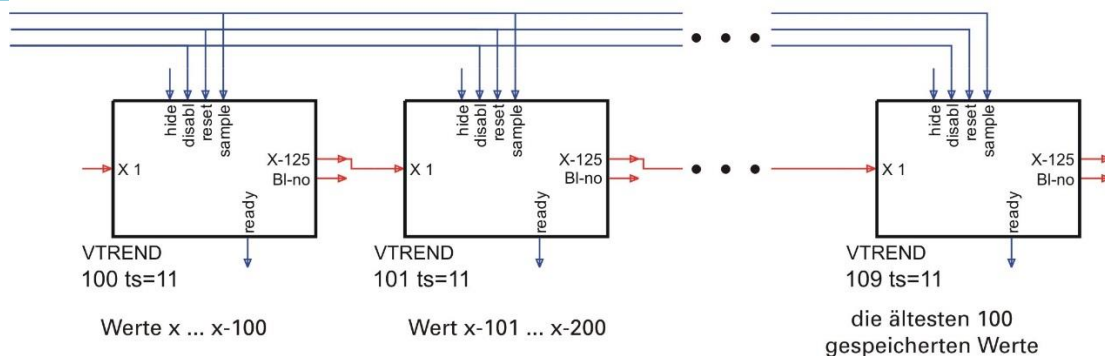 hide
disabl
reset
sample
X 1
X-125
Bl-no
ready
VTREND
100 ts=11
Werte x ... x-100
hide
disabl
reset
sample
X 1
X-125
Bl-no
ready
VTREND
101 ts=11
Wert x-101 ... x-200
hide
disabl
reset
sample
X 1
X-125
Bl-no
ready
VTREND
109 ts=11
die ältesten 100
gespeicherten Werte